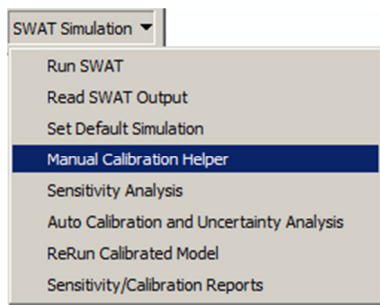 SWAT Simulation
Run SWAT
Read SWAT Output
Set Default Simulation
Manual Calibration Helper
Sensitivity Analysis
Auto Calibration and Uncertainty Analysis
ReRun Calibrated Model
Sensitivity/Calibration Reports